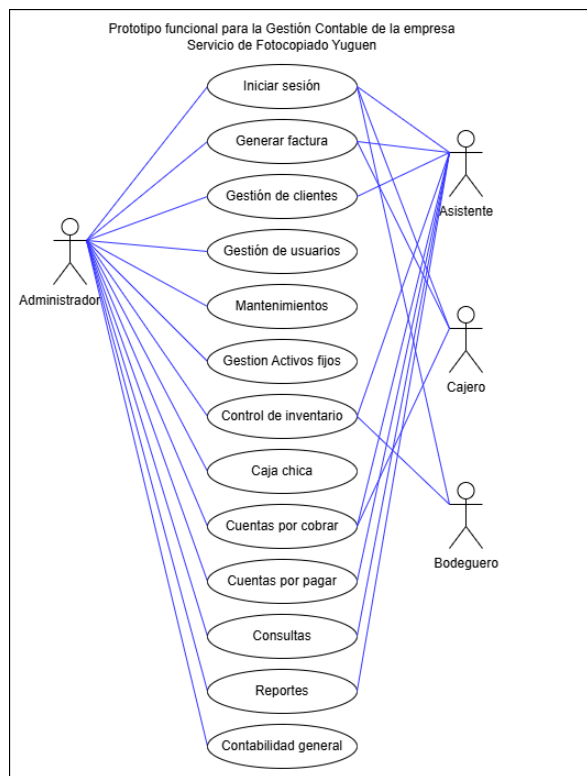 Prototipo funcional para la Gestión Contable de la empresa
Servicio de Fotocopiado Yuguen
Iniciar sesión
Generar factura
Gestión de clientes
Gestión de usuarios
Mantenimientos
Gestion Activos fijos
Control de inventario
Caja chica
Cuentas por cobrar
Cuentas por pagar
Consultas
Reportes
Contabilidad general
Administrador
Asistente
Cajero
Bodeguero